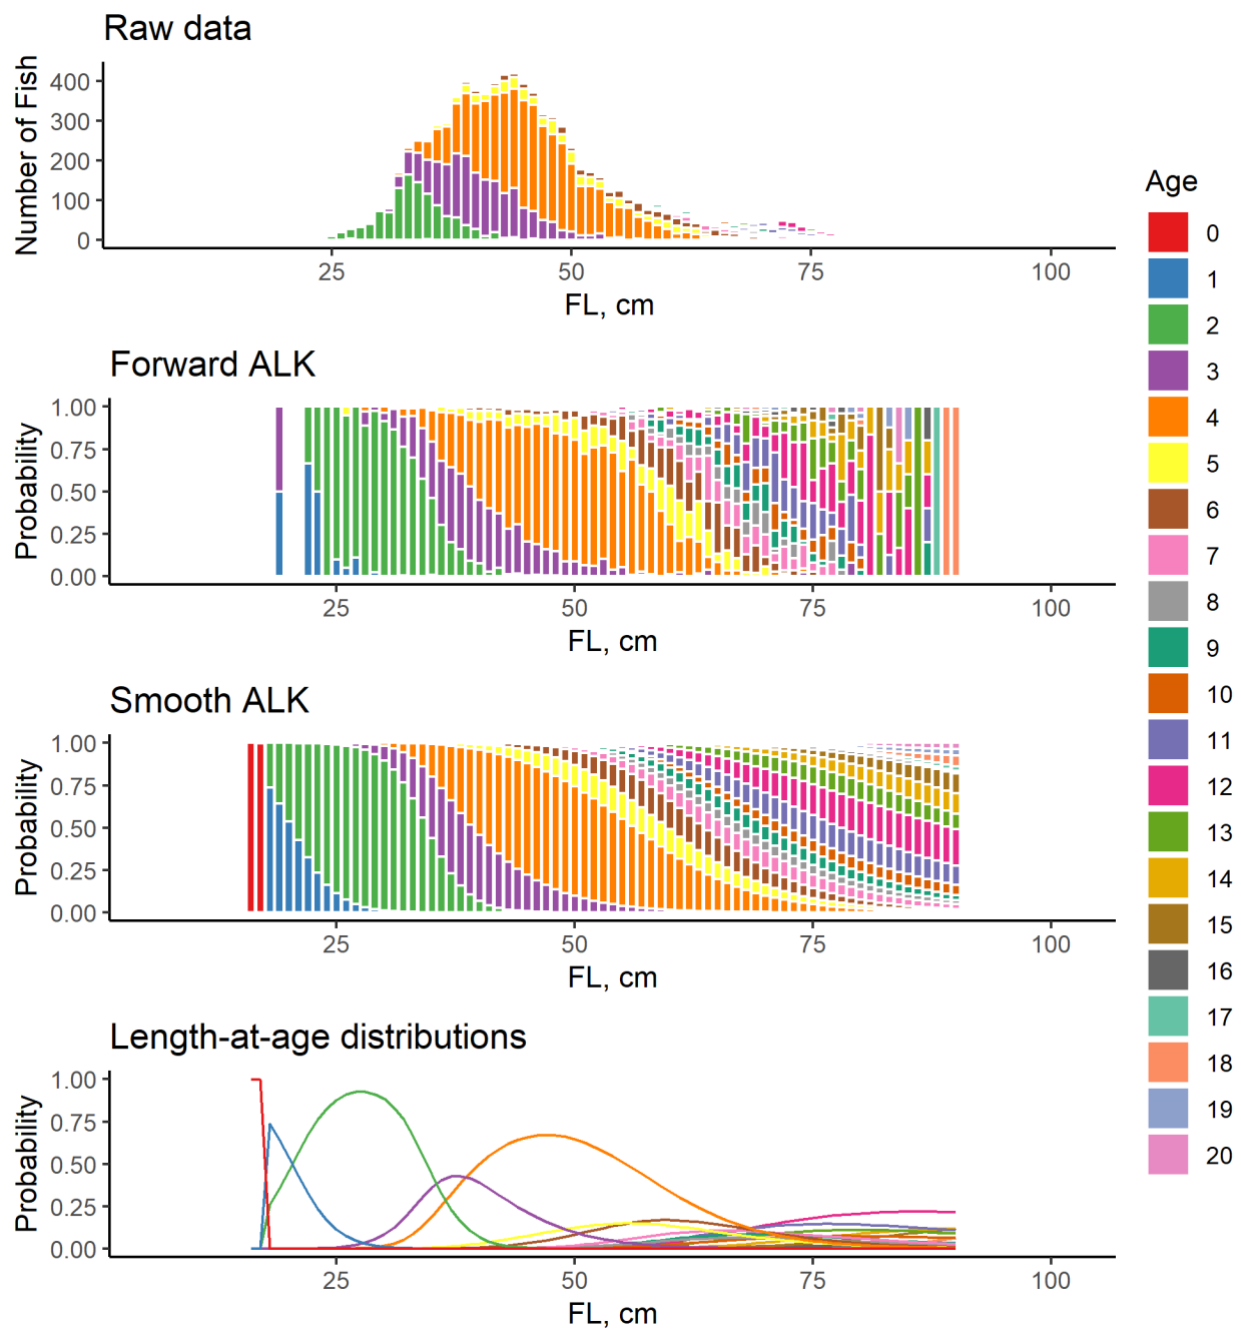 Raw data
Number of Fish
400
300
200
100
0
25 50 75 100
FL, cm
Forward ALK
Probability
1.00
0.75
0.50
0.25
0.00
25 50 75 100
FL, cm
Smooth ALK
Probability
1.00
0.75
0.50
0.25
0.00
25 50 75 100
FL, cm
Length-at-age distributions
Probability
1.00
0.75
0.50
0.25
0.00
25 50 75 100
FL, cm
Age
0
1
2
3
4
5
6
7
8
9
10
11
12
13
14
15
16
17
18
19
20